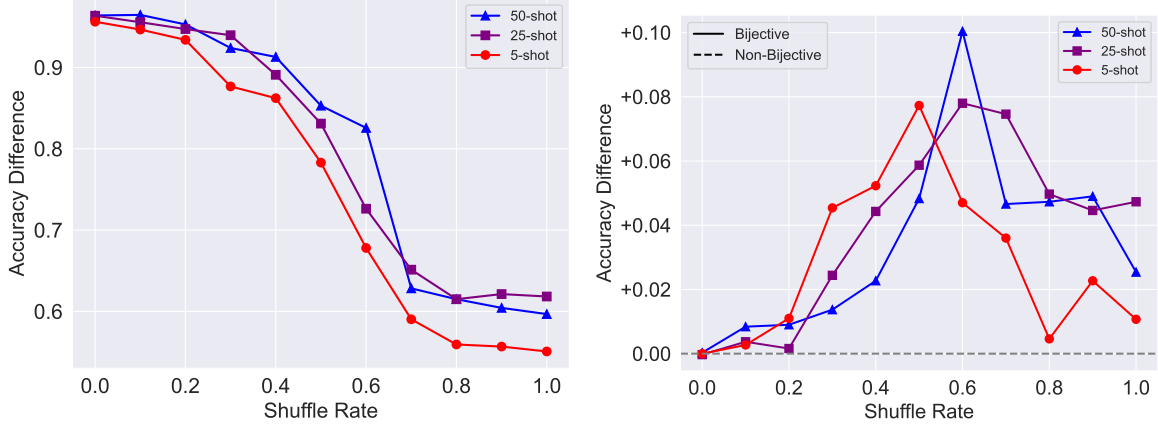 50-shot
25-shot
5-shot
Accuracy Difference
0.9
0.8
0.7
0.6
0.0 0.2 0.4 0.6 0.8 1.0
Shuffle Rate
Bijective
Non-Bijective
50-shot
25-shot
5-shot
Accuracy Difference
+0.10
+0.08
+0.06
+0.04
+0.02
0.00
0.0 0.2 0.4 0.6 0.8 1.0
Shuffle Rate